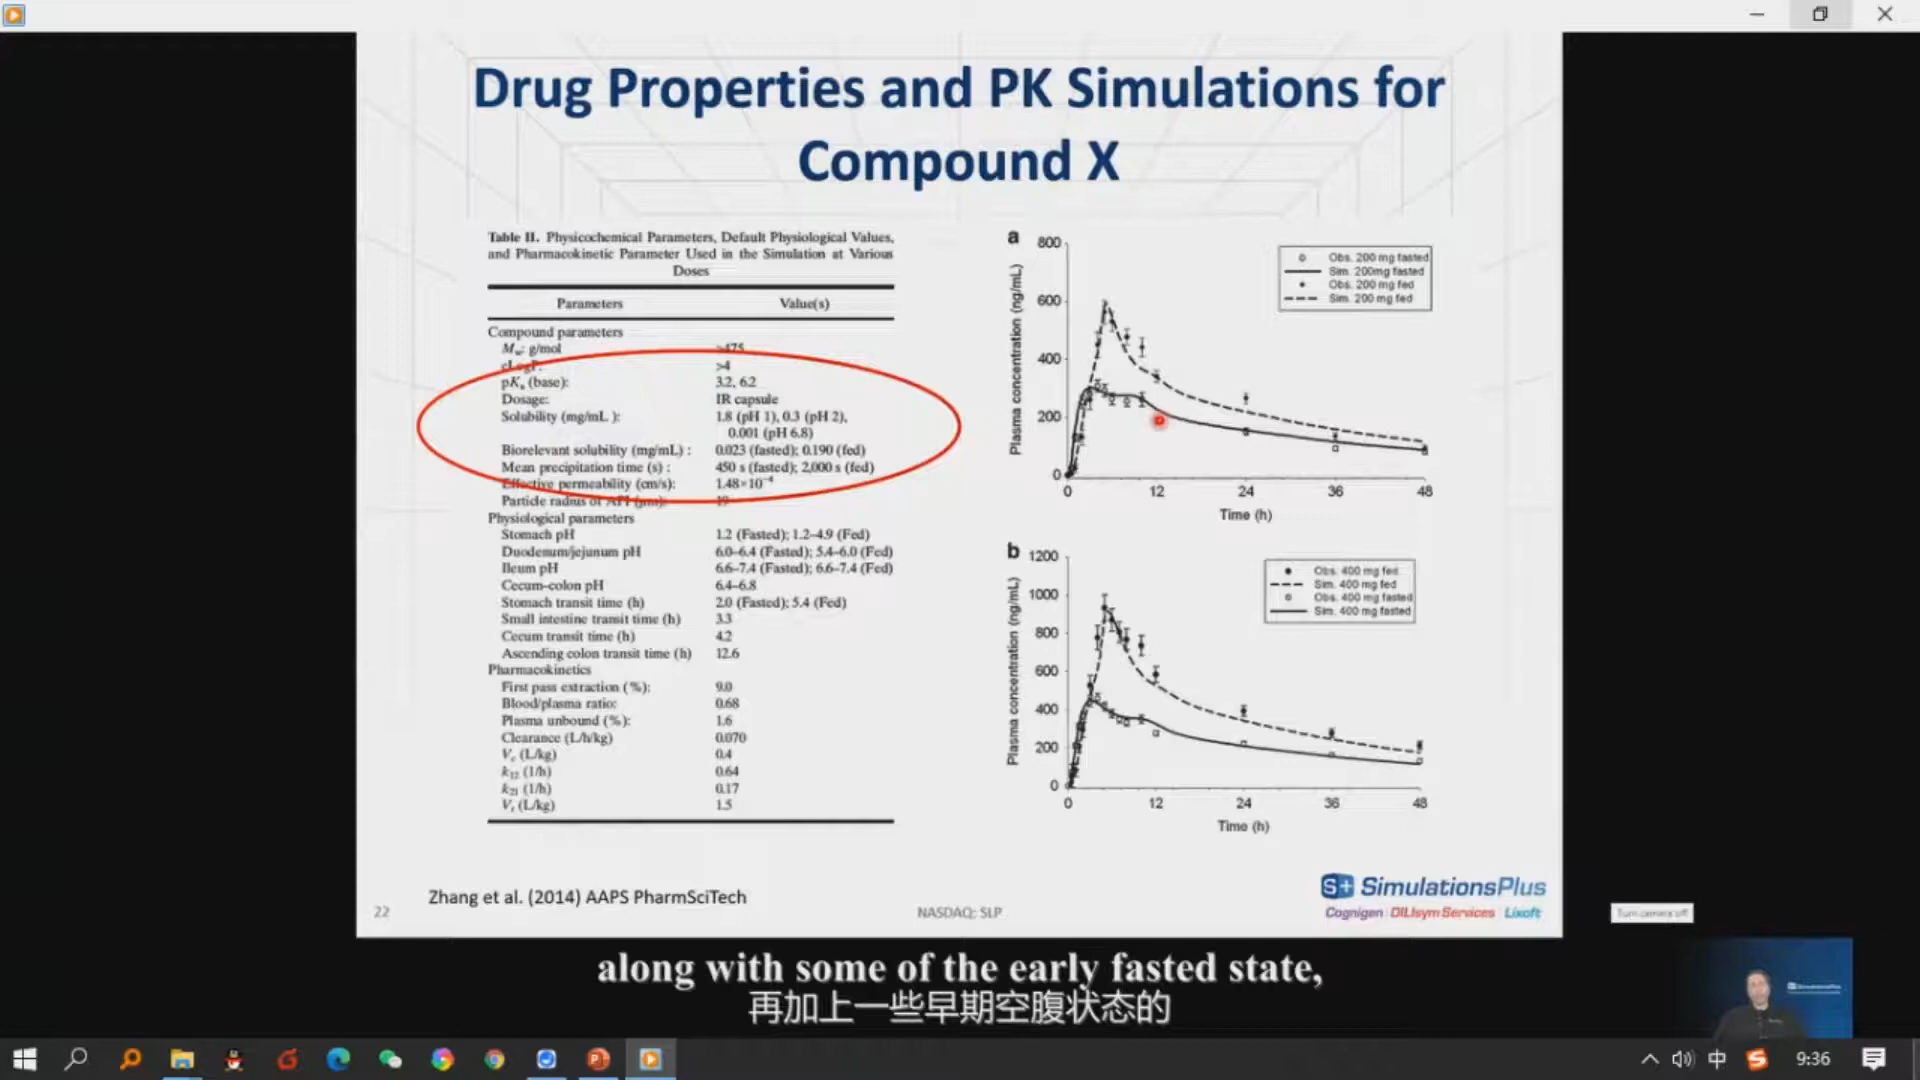 Drug Properties and PK Simulations for
Compound X
Table II. Physicochemical Parameters, Default Physiological Values,
and Pharmacokinetic Parameter Used in the Simulation at Various
Doses
Parameters Value(s)
Compound parameters
Mw: g/mol >475
cLogP: >4
pKa (base): 3.2, 6.2
Dosage: IR capsule
Solubility (mg/mL ): 1.8 (pH 1), 0.3 (pH 2),
0.001 (pH 6.8)
Biorelevant solubility (mg/mL) : 0.023 (fasted); 0.190 (fed)
Mean precipitation time (s) : 450 s (fasted); 2,000 s (fed)
Effective permeability (cm/s): 1.48×10⁻⁴
Particle radius of API (μm):
Physiological parameters
Stomach pH 1.2 (Fasted); 1.2–4.9 (Fed)
Duodenum/jejunum pH 6.0–6.4 (Fasted); 5.4–6.0 (Fed)
Ileum pH 6.6–7.4 (Fasted); 6.6–7.4 (Fed)
Cecum–colon pH 6.4–6.8
Stomach transit time (h) 2.0 (Fasted); 5.4 (Fed)
Small intestine transit time (h) 3.3
Cecum transit time (h) 4.2
Ascending colon transit time (h) 12.6
Pharmacokinetics
First pass extraction (%): 9.0
Blood/plasma ratio: 0.68
Plasma unbound (%): 1.6
Clearance (L/h/kg) 0.070
Vc (L/kg) 0.4
k12 (1/h) 0.64
k21 (1/h) 0.17
Vt (L/kg) 1.5
a
Plasma concentration (ng/mL)
800
600
400
200
0
0 12 24 36 48
Time (h)
Obs. 200 mg fasted
Sim. 200mg fasted
Obs. 200 mg fed
Sim. 200 mg fed
b
Plasma concentration (ng/mL)
1200
1000
800
600
400
200
0
0 12 24 36 48
Time (h)
Obs. 400 mg fed
Sim. 400 mg fed
Obs. 400 mg fasted
Sim. 400 mg fasted
Zhang et al. (2014) AAPS PharmSciTech
22
NASDAQ: SLP
S+ SimulationsPlus
Cognigen | DILIsym Services | Lixoft
Turn camera off
SimulationsPlus
along with some of the early fasted state,
再加上一些早期空腹状态的
中
9:36